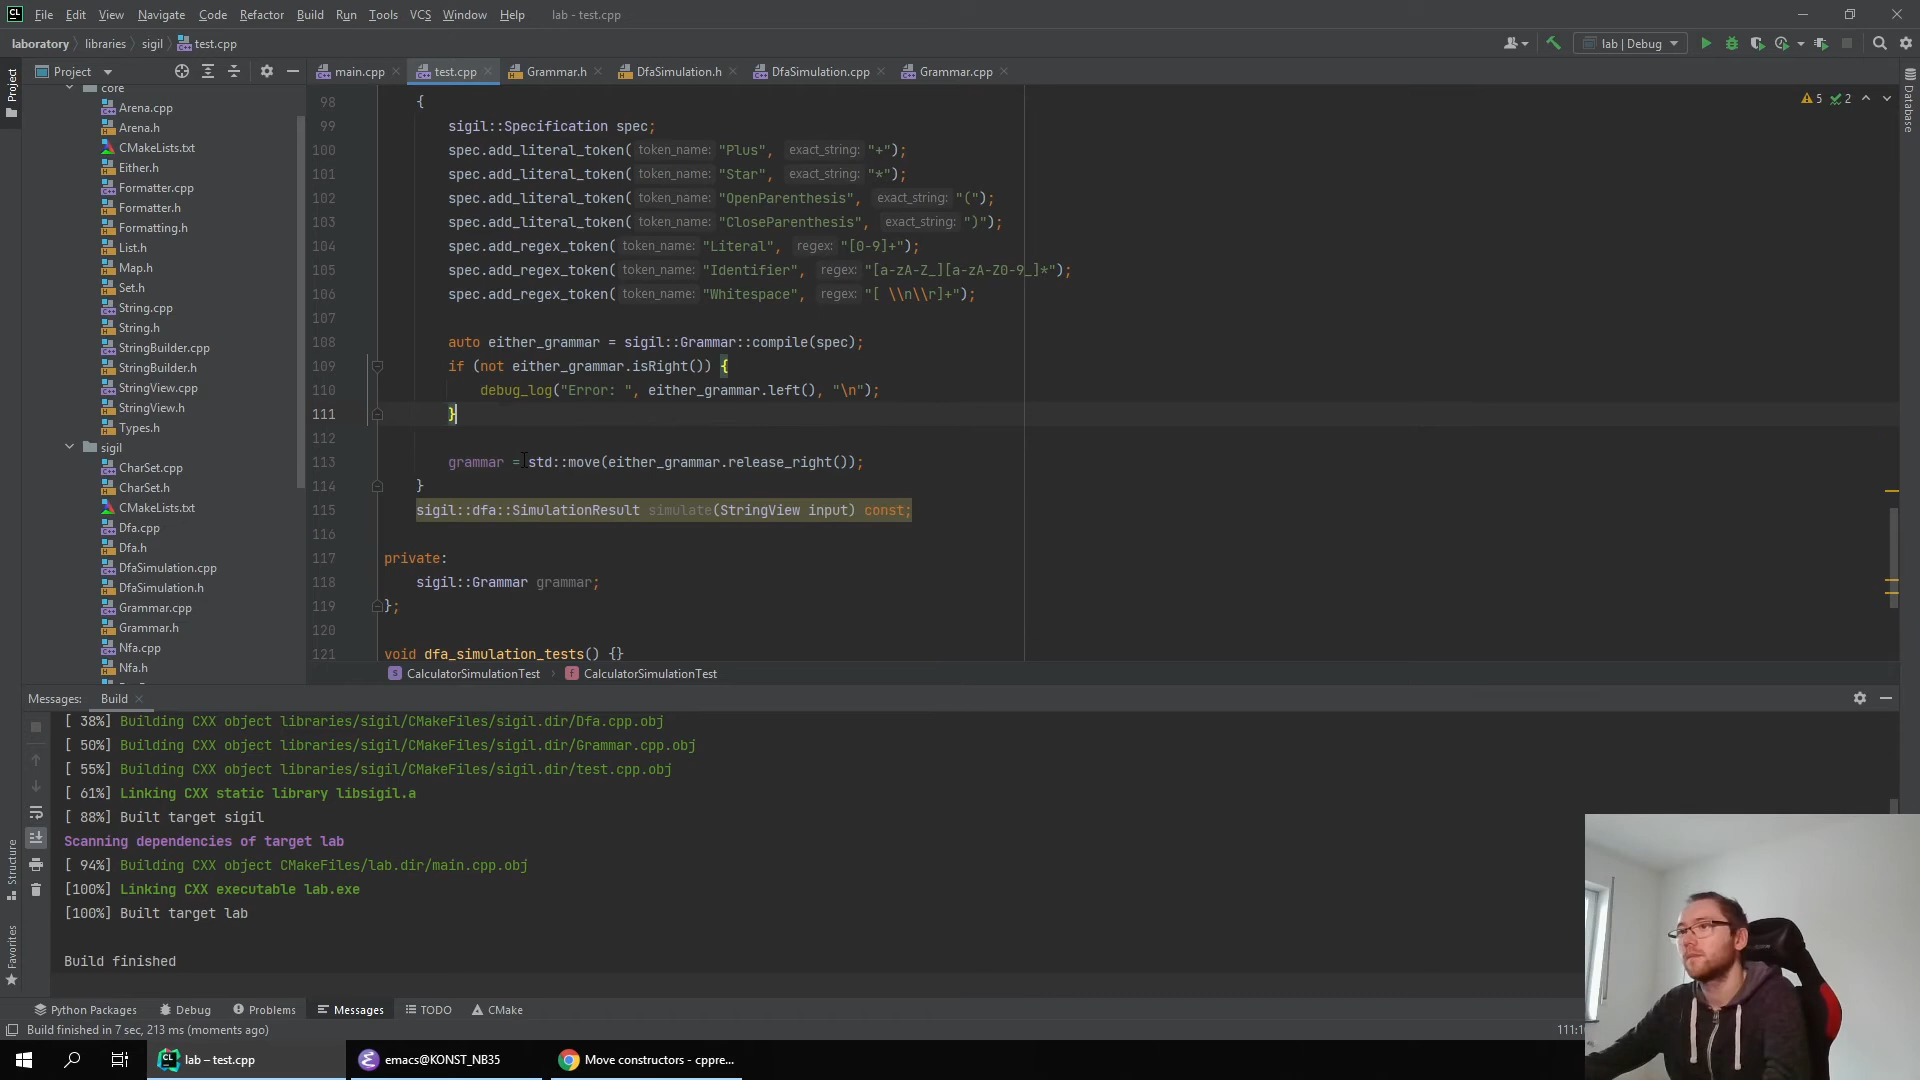 File Edit View Navigate Code Refactor Build Run Tools VCS Window Help lab - test.cpp
laboratory libraries sigil test.cpp
lab | Debug
Project
main.cpp test.cpp Grammar.h DfaSimulation.h DfaSimulation.cpp Grammar.cpp
Project
Database
core
Arena.cpp
Arena.h
CMakeLists.txt
Either.h
Formatter.cpp
Formatter.h
Formatting.h
List.h
Map.h
Set.h
String.cpp
String.h
StringBuilder.cpp
StringBuilder.h
StringView.cpp
StringView.h
Types.h
sigil
CharSet.cpp
CharSet.h
CMakeLists.txt
Dfa.cpp
Dfa.h
DfaSimulation.cpp
DfaSimulation.h
Grammar.cpp
Grammar.h
Nfa.cpp
Nfa.h
5 2
98 {
99 sigil::Specification spec;
100 spec.add_literal_token( token_name: "Plus", exact_string: "+");
101 spec.add_literal_token( token_name: "Star", exact_string: "*");
102 spec.add_literal_token( token_name: "OpenParenthesis", exact_string: "(");
103 spec.add_literal_token( token_name: "CloseParenthesis", exact_string: ")");
104 spec.add_regex_token( token_name: "Literal", regex: "[0-9]+");
105 spec.add_regex_token( token_name: "Identifier", regex: "[a-zA-Z_][a-zA-Z0-9_]*");
106 spec.add_regex_token( token_name: "Whitespace", regex: "[ \\n\\r]+");
107
108 auto either_grammar = sigil::Grammar::compile(spec);
109 if (not either_grammar.isRight()) {
110 debug_log("Error: ", either_grammar.left(), "\n");
111 }
112
113 grammar = std::move(either_grammar.release_right());
114 }
115 sigil::dfa::SimulationResult simulate(StringView input) const;
116
117 private:
118 sigil::Grammar grammar;
119 };
120
121 void dfa_simulation_tests() {}
CalculatorSimulationTest CalculatorSimulationTest
Messages: Build
[ 38%] Building CXX object libraries/sigil/CMakeFiles/sigil.dir/Dfa.cpp.obj
[ 50%] Building CXX object libraries/sigil/CMakeFiles/sigil.dir/Grammar.cpp.obj
[ 55%] Building CXX object libraries/sigil/CMakeFiles/sigil.dir/test.cpp.obj
[ 61%] Linking CXX static library libsigil.a
[ 88%] Built target sigil
Scanning dependencies of target lab
[ 94%] Building CXX object CMakeFiles/lab.dir/main.cpp.obj
[100%] Linking CXX executable lab.exe
[100%] Built target lab
Build finished
Structure
Favorites
Python Packages Debug Problems Messages TODO CMake
Build finished in 7 sec, 213 ms (moments ago)
lab – test.cpp emacs@KONST_NB35 Move constructors - cppre...